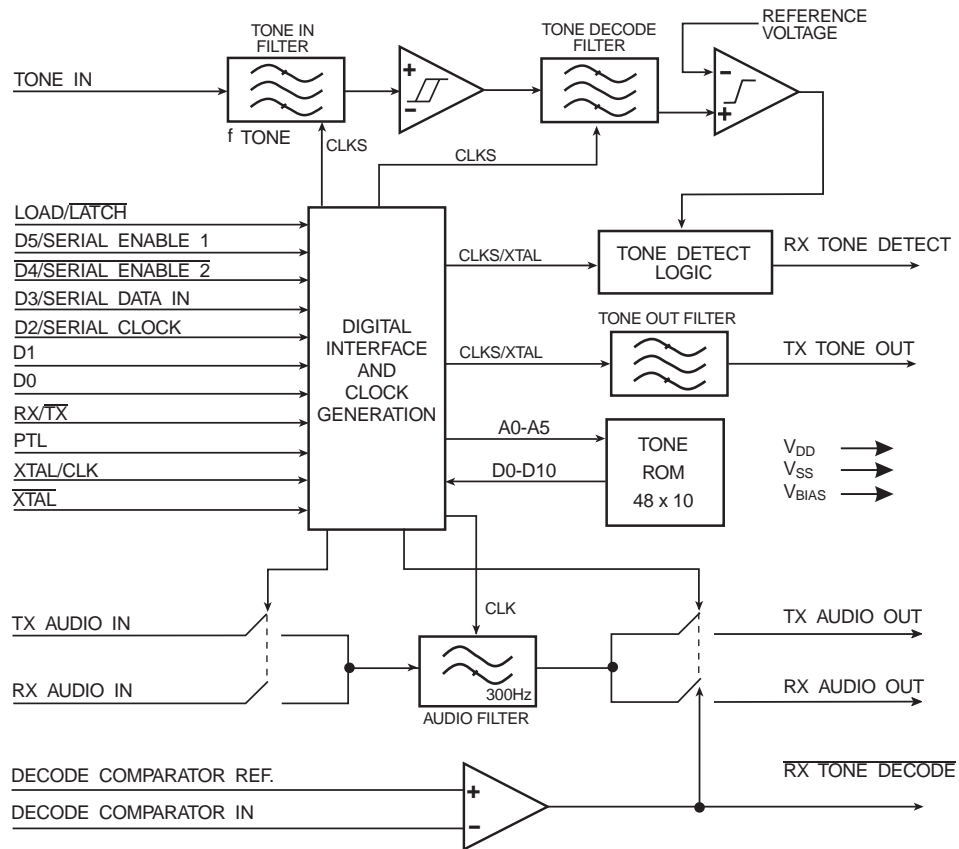 TONE IN
FILTER
TONE DECODE
FILTER
REFERENCE
VOLTAGE
TONE IN
+
-
-
+
f TONE
CLKS
CLKS
LOAD/LATCH
D5/SERIAL ENABLE 1
D4/SERIAL ENABLE 2
D3/SERIAL DATA IN
D2/SERIAL CLOCK
D1
D0
RX/TX
PTL
XTAL/CLK
XTAL
DIGITAL
INTERFACE
AND
CLOCK
GENERATION
CLKS/XTAL
TONE DETECT
LOGIC
RX TONE DETECT
TONE OUT FILTER
CLKS/XTAL
TX TONE OUT
A0-A5
D0-D10
TONE
ROM
48 x 10
VDD
VSS
VBIAS
TX AUDIO IN
CLK
TX AUDIO OUT
RX AUDIO IN
300Hz
AUDIO FILTER
RX AUDIO OUT
DECODE COMPARATOR REF.
+
RX TONE DECODE
DECODE COMPARATOR IN
-